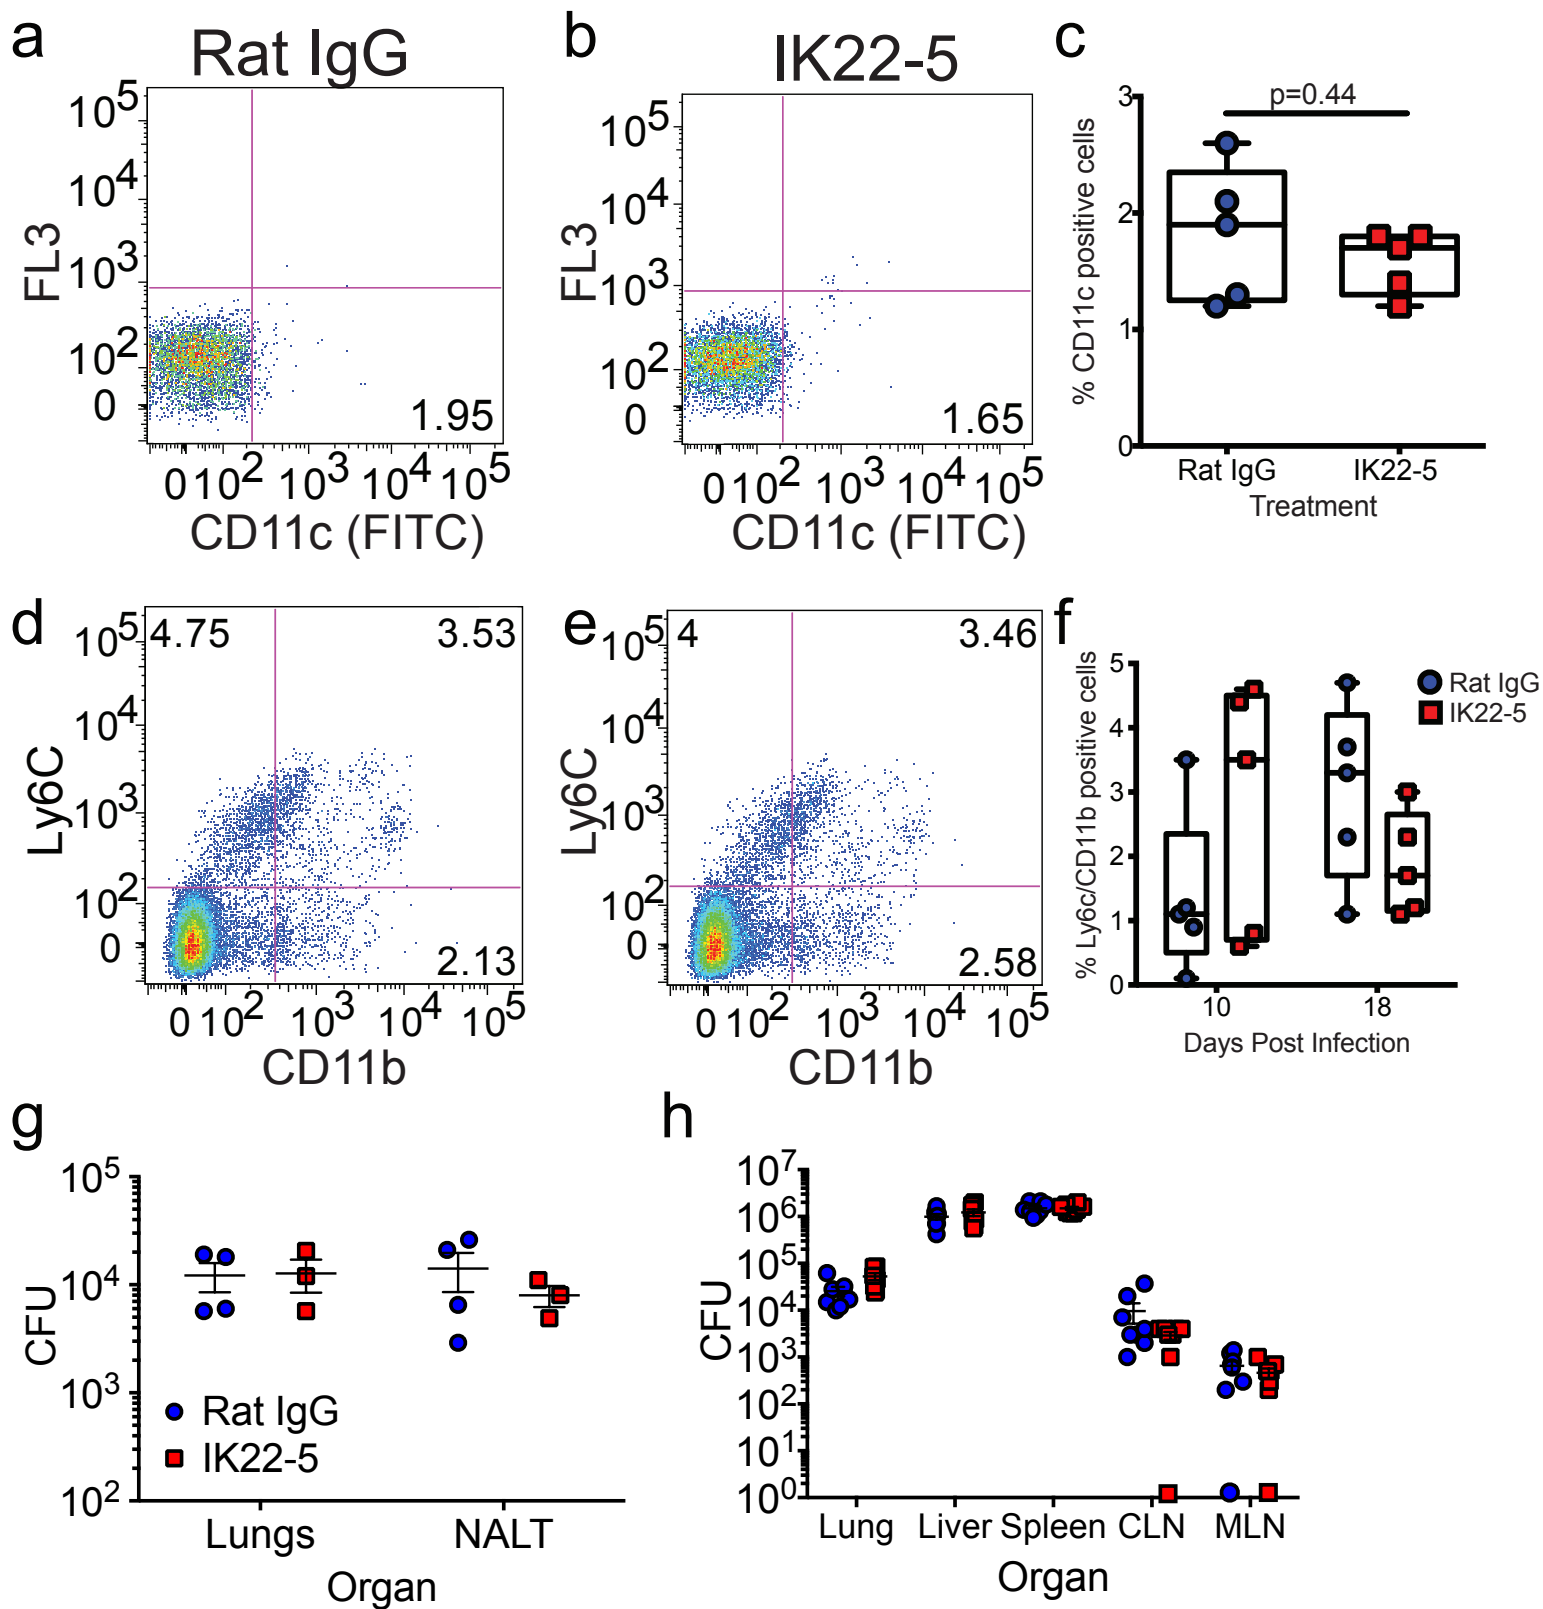 a
Rat IgG
10^5
10^4
10^3
10^2
0
FL3
1.95
0 10^2 10^3 10^4 10^5
CD11c (FITC)
b
IK22-5
10^5
10^4
10^3
10^2
0
FL3
1.65
0 10^2 10^3 10^4 10^5
CD11c (FITC)
c
p=0.44
3
2
1
0
% CD11c positive cells
Rat IgG IK22-5
Treatment
d
4.75 3.53
10^5
10^4
10^3
10^2
0
Ly6C
2.13
0 10^2 10^3 10^4 10^5
CD11b
e
4 3.46
10^5
10^4
10^3
10^2
0
Ly6C
2.58
0 10^2 10^3 10^4 10^5
CD11b
f
5
4
3
2
1
0
% Ly6c/CD11b positive cells
Rat IgG
IK22-5
10 18
Days Post Infection
g
10^5
10^4
10^3
10^2
CFU
Rat IgG
IK22-5
Lungs NALT
Organ
h
10^7
10^6
10^5
10^4
10^3
10^2
10^1
10^0
CFU
Lung Liver Spleen CLN MLN
Organ